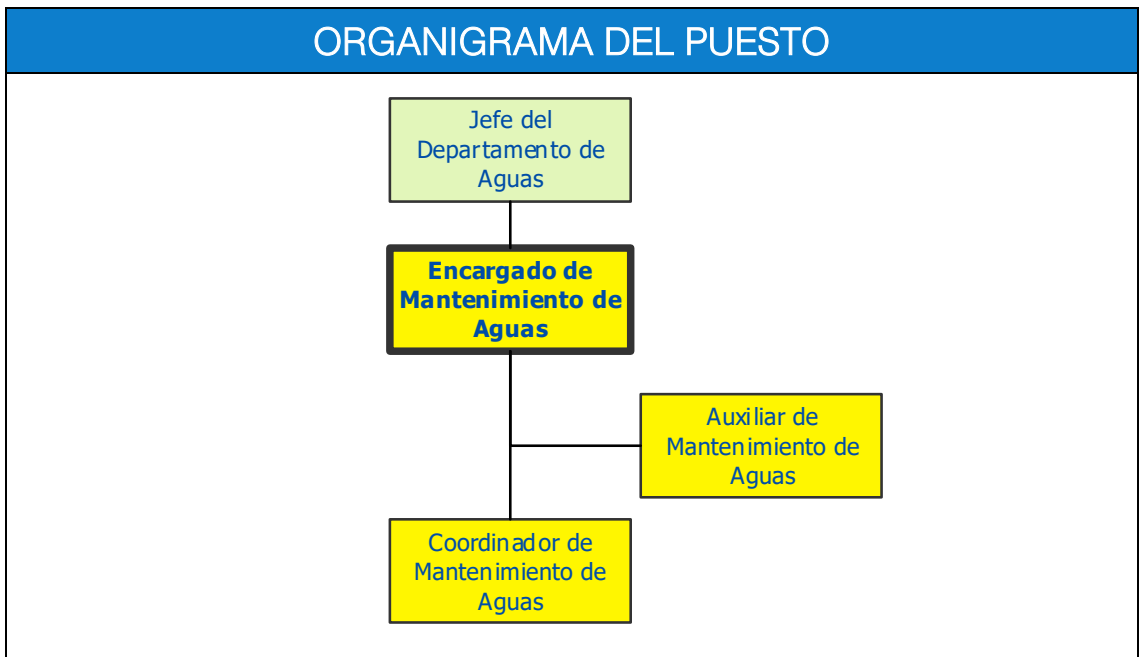 ORGANIGRAMA DEL PUESTO
Jefe del
Departamento de
Aguas
Encargado de
Mantenimiento de
Aguas
Auxiliar de
Mantenimiento de
Aguas
Coordinador de
Mantenimiento de
Aguas